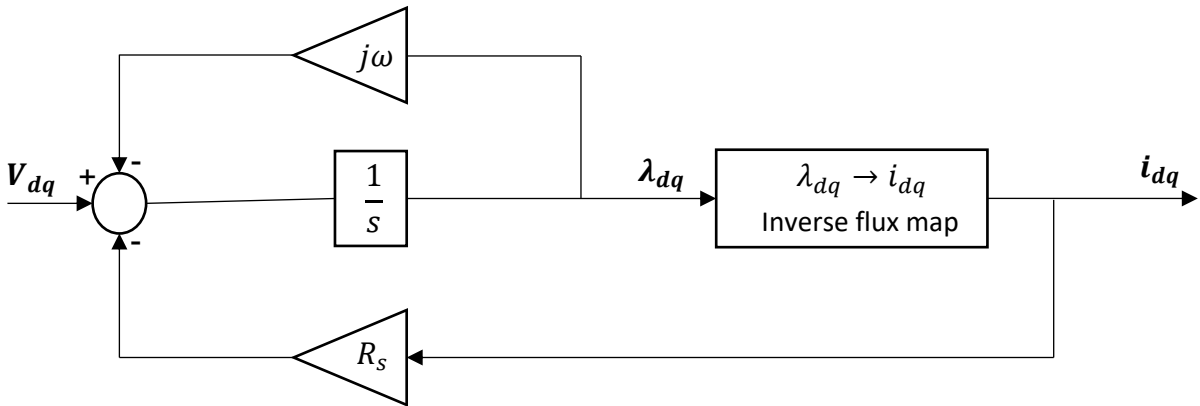 jω
V_dq
+
-
1/s
λ_dq
λ_dq → i_dq
Inverse flux map
i_dq
-
R_s